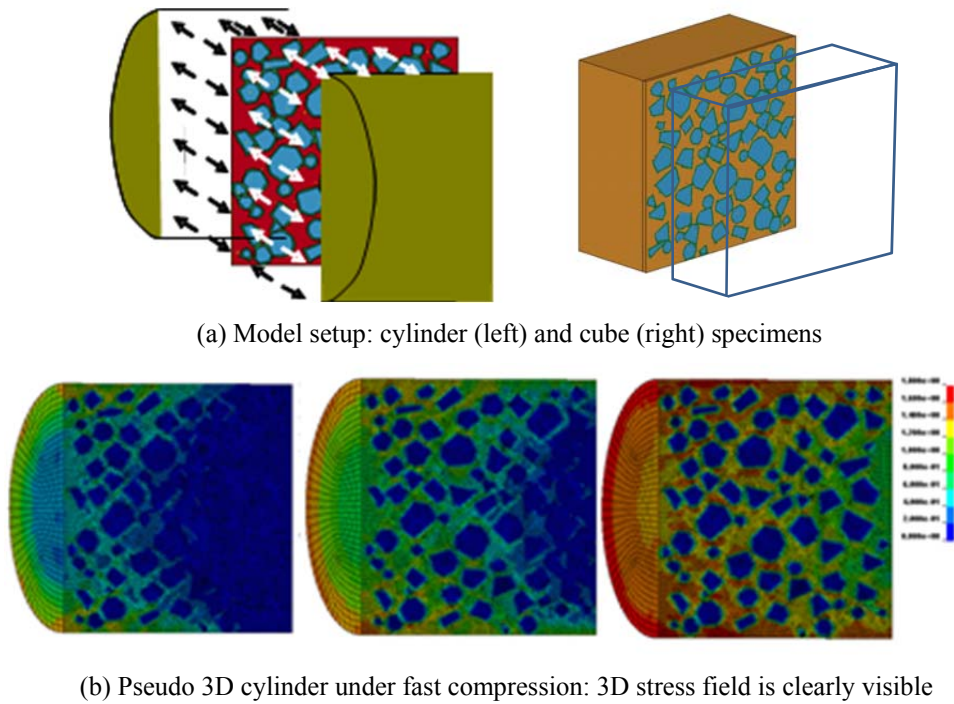 (a) Model setup: cylinder (left) and cube (right) specimens
(b) Pseudo 3D cylinder under fast compression: 3D stress field is clearly visible